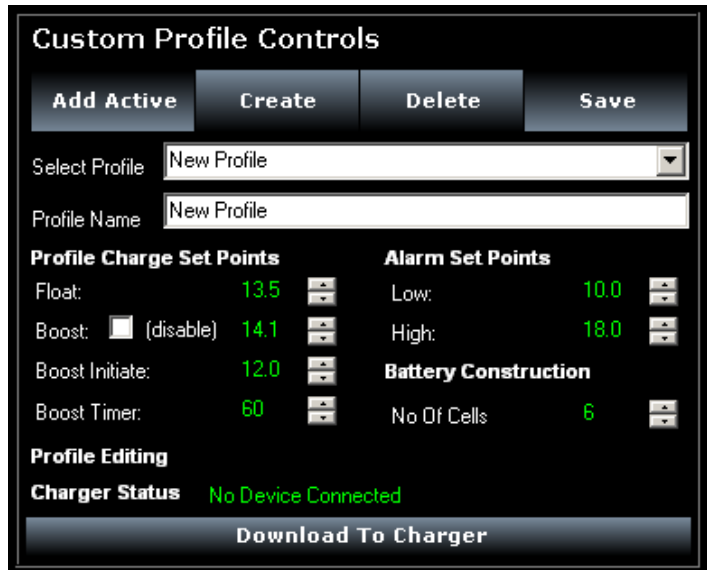 Custom Profile Controls
Add Active Create Delete Save
Select Profile New Profile
Profile Name New Profile
Profile Charge Set Points Alarm Set Points
Float: 13.5 Low: 10.0
Boost: (disable) 14.1 High: 18.0
Boost Initiate: 12.0 Battery Construction
Boost Timer: 60 No Of Cells 6
Profile Editing
Charger Status No Device Connected
Download To Charger